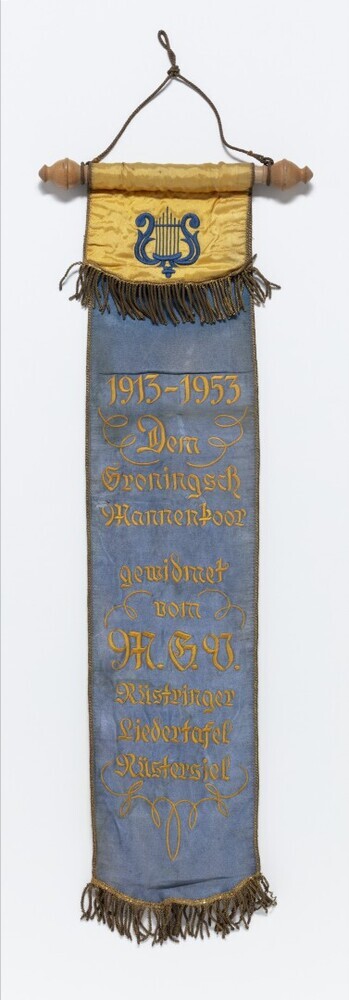 1913-1953
Dem
Groningsch
Mannenkoor
gewidmet
vom
M.G.V.
Rüstringer
Liedertafel
Rüstersiel